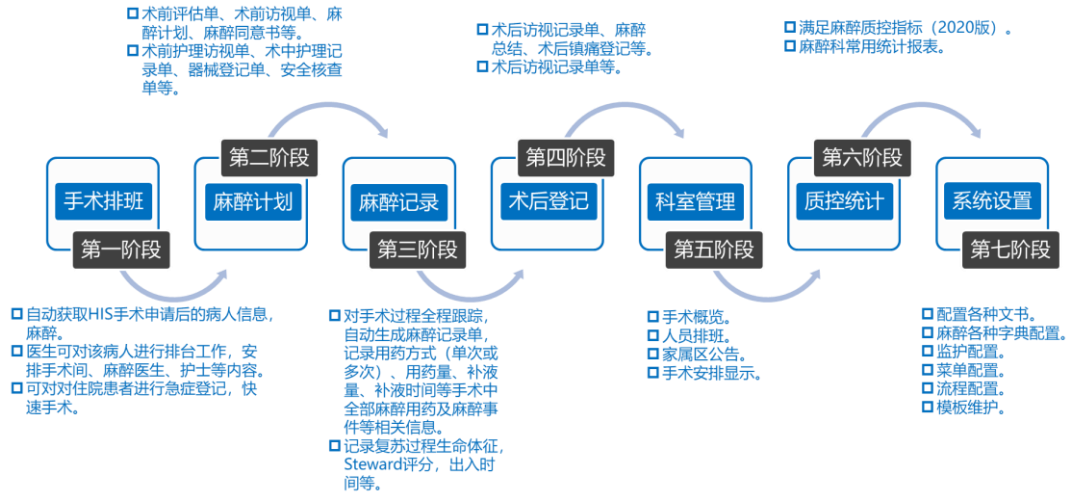 术前评估单、术前访视单、麻
醉计划、麻醉同意书等。
术前护理访视单、术中护理记
录单、器械登记单、安全核查
单等。
术后访视记录单、麻醉
总结、术后镇痛登记等。
术后访视记录单等。
满足麻醉质控指标（2020版）。
麻醉科常用统计报表。
手术排班
第一阶段
第二阶段
麻醉计划
麻醉记录
第三阶段
第四阶段
术后登记
科室管理
第五阶段
第六阶段
质控统计
系统设置
第七阶段
自动获取HIS手术申请后的病人信息，
麻醉。
医生可对该病人进行排台工作，安
排手术间、麻醉医生、护士等内容。
可对对住院患者进行急症登记，快
速手术。
对手术过程全程跟踪，
自动生成麻醉记录单，
记录用药方式（单次或
多次）、用药量、补液
量、补液时间等手术中
全部麻醉用药及麻醉事
件等相关信息。
记录复苏过程生命体征，
Steward评分，出入时
间等。
手术概览。
人员排班。
家属区公告。
手术安排显示。
配置各种文书。
麻醉各种字典配置。
监护配置。
菜单配置。
流程配置。
模板维护。